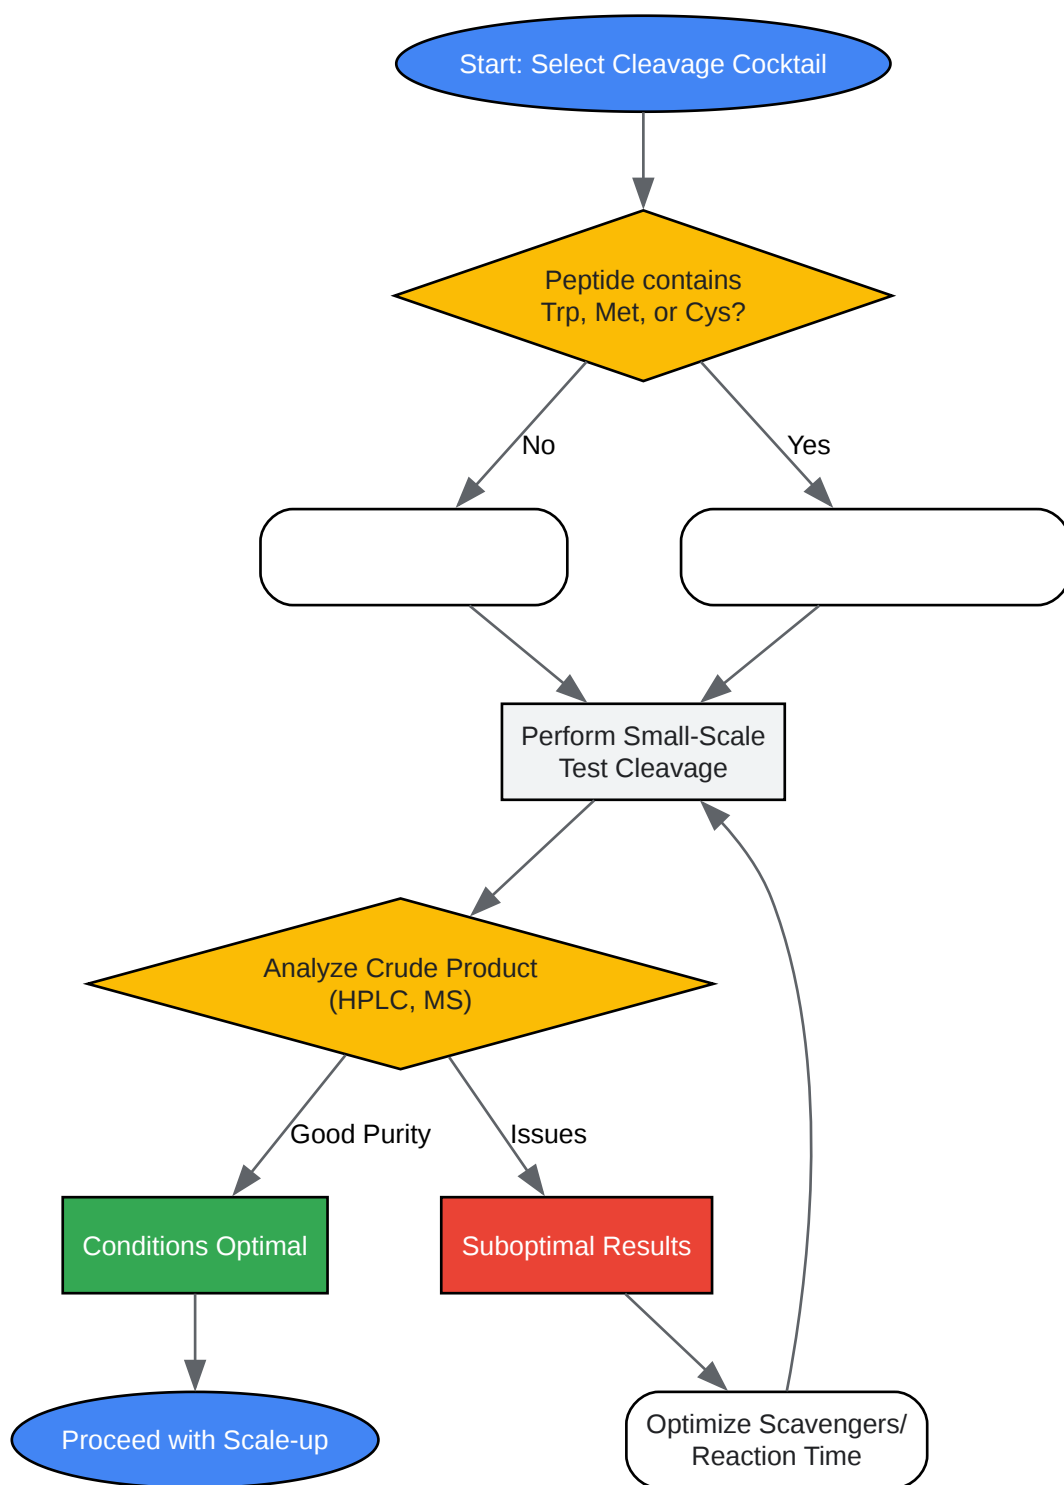 Start: Select Cleavage Cocktail
Peptide contains
Trp, Met, or Cys?
No
Yes
Perform Small-Scale
Test Cleavage
Analyze Crude Product
(HPLC, MS)
Good Purity
Issues
Conditions Optimal
Suboptimal Results
Proceed with Scale-up
Optimize Scavengers/
Reaction Time